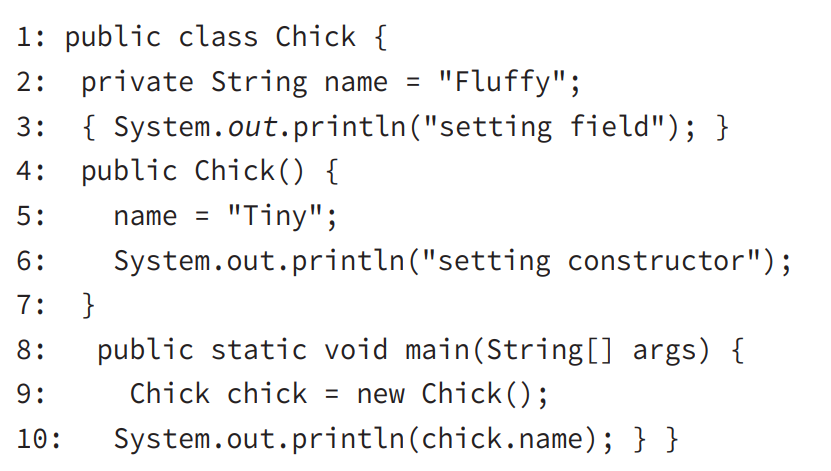 1: public class Chick {
2:  private String name = "Fluffy";
3:  { System.out.println("setting field"); }
4:  public Chick() {
5:    name = "Tiny";
6:    System.out.println("setting constructor");
7:  }
8:   public static void main(String[] args) {
9:     Chick chick = new Chick();
10:   System.out.println(chick.name); } }